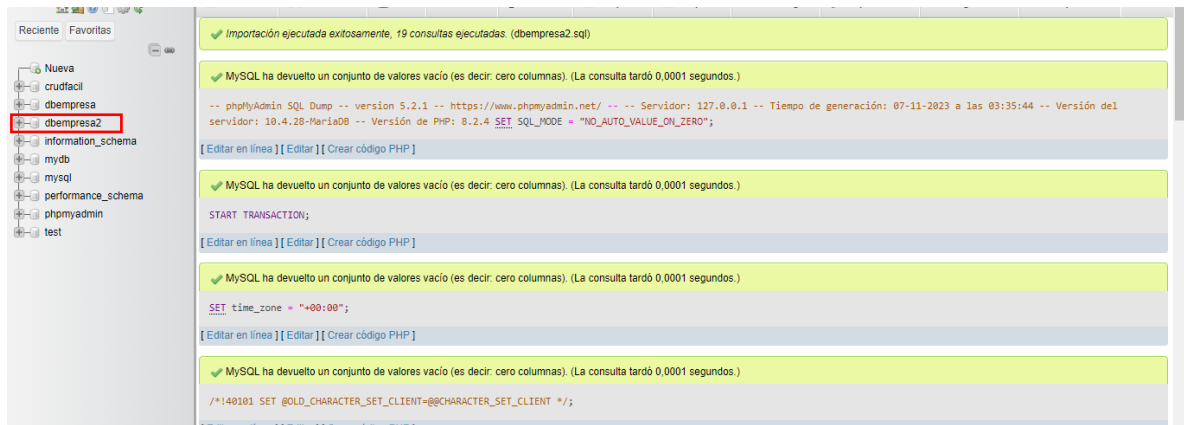 Reciente Favoritas
Nueva
crudfacil
dbempresa
dbempresa2
information_schema
mydb
mysql
performance_schema
phpmyadmin
test
Importación ejecutada exitosamente, 19 consultas ejecutadas. (dbempresa2.sql)
MySQL ha devuelto un conjunto de valores vacío (es decir: cero columnas). (La consulta tardó 0,0001 segundos.)
-- phpMyAdmin SQL Dump -- version 5.2.1 -- https://www.phpmyadmin.net/ -- -- Servidor: 127.0.0.1 -- Tiempo de generación: 07-11-2023 a las 03:35:44 -- Versión del
servidor: 10.4.28-MariaDB -- Versión de PHP: 8.2.4 SET SQL_MODE = "NO_AUTO_VALUE_ON_ZERO";
[ Editar en línea ] [ Editar ] [ Crear código PHP ]
MySQL ha devuelto un conjunto de valores vacío (es decir: cero columnas). (La consulta tardó 0,0001 segundos.)
START TRANSACTION;
[ Editar en línea ] [ Editar ] [ Crear código PHP ]
MySQL ha devuelto un conjunto de valores vacío (es decir: cero columnas). (La consulta tardó 0,0001 segundos.)
SET time_zone = "+00:00";
[ Editar en línea ] [ Editar ] [ Crear código PHP ]
MySQL ha devuelto un conjunto de valores vacío (es decir: cero columnas). (La consulta tardó 0,0001 segundos.)
/*!40101 SET @OLD_CHARACTER_SET_CLIENT=@@CHARACTER_SET_CLIENT */;